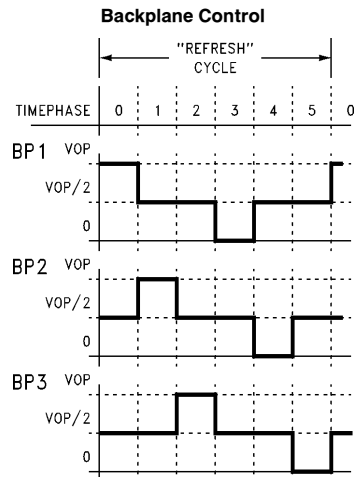 Backplane Control
"REFRESH"
CYCLE
TIMEPHASE 0 1 2 3 4 5 0
BP1 VOP
VOP/2
0
BP2 VOP
VOP/2
0
BP3 VOP
VOP/2
0